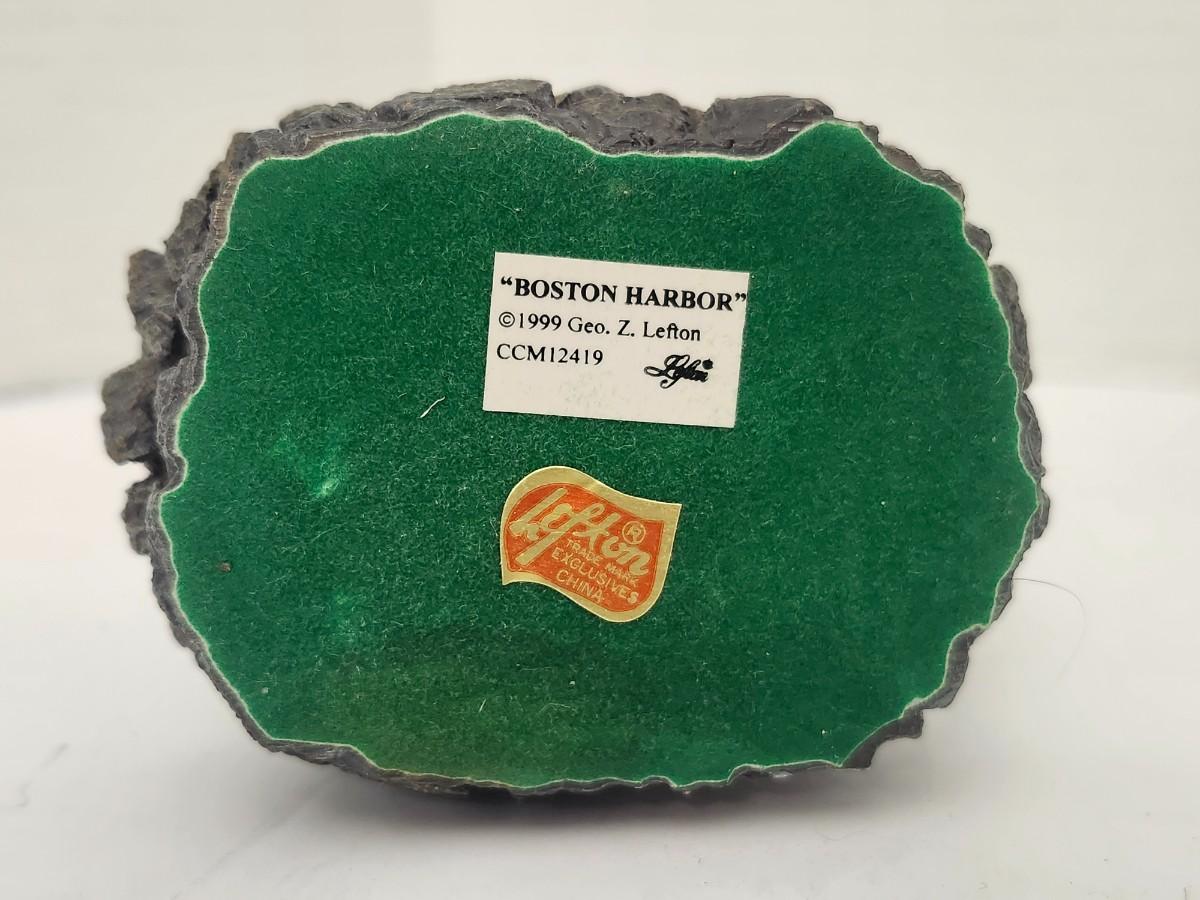 “BOSTON HARBOR”
©1999 Geo. Z. Lefton
CCM12419
Lefton
Lefton ®
TRADE MARK
EXCLUSIVES
CHINA